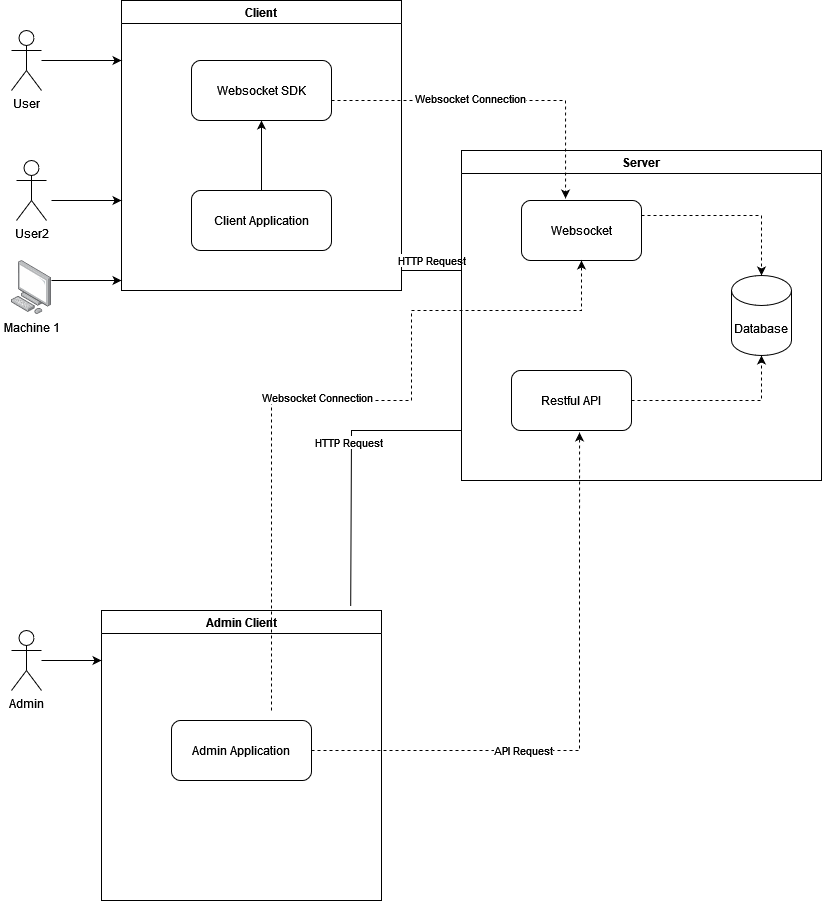 Client
User
Websocket SDK
Websocket Connection
Server
Client Application
Websocket
User2
HTTP Request
Machine 1
Database
Websocket Connection
Restful API
HTTP Request
Admin Client
Admin
Admin Application
API Request